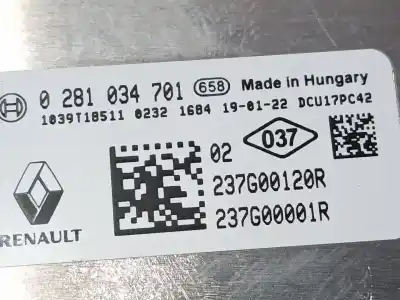 0 281 034 701 658 Made in Hungary
1039T18511 0232 1684 19-01-22 DCU17PC42
02 037
237G00120R
237G00001R
RENAULT